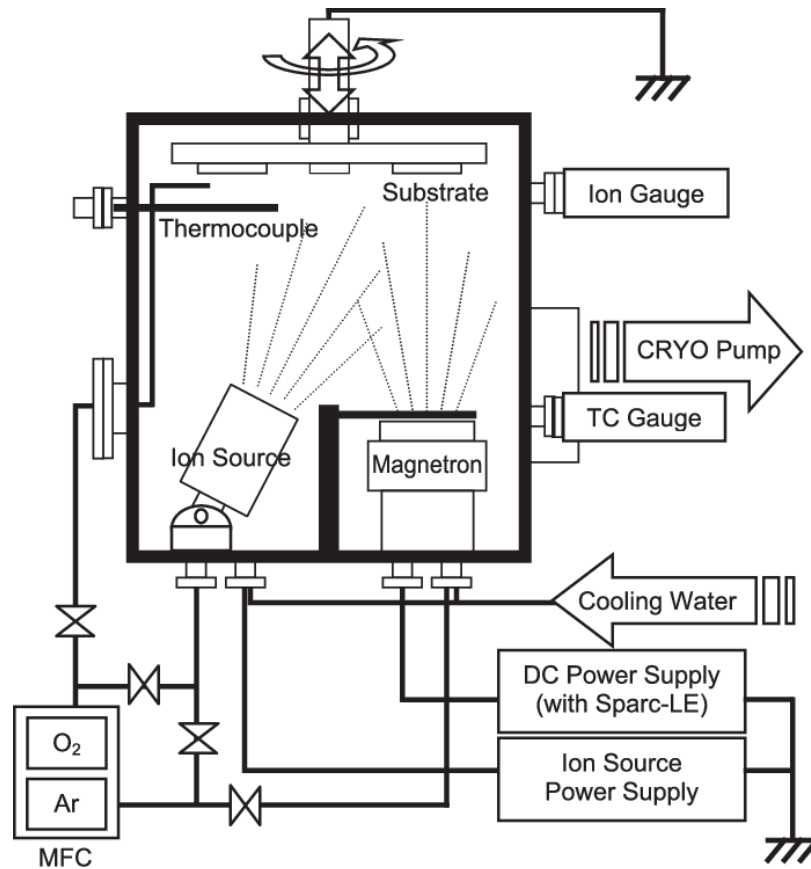 Substrate
Ion Gauge
Thermocouple
CRYO Pump
TC Gauge
Ion Source
Magnetron
Cooling Water
DC Power Supply
(with Sparc-LE)
O₂
Ion Source
Power Supply
Ar
MFC